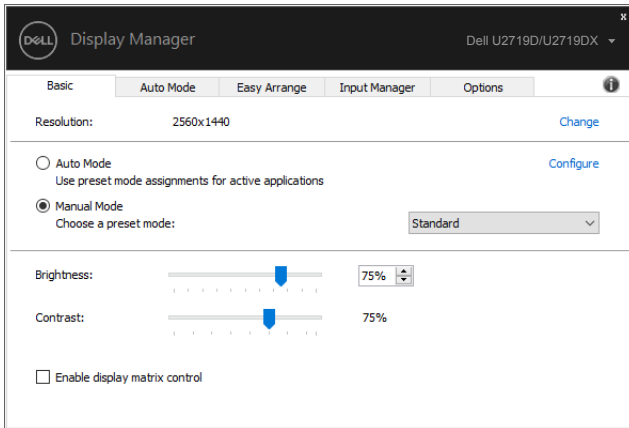 x
DELL Display Manager Dell U2719D/U2719DX
Basic Auto Mode Easy Arrange Input Manager Options i
Resolution: 2560x1440 Change
Auto Mode Configure
Use preset mode assignments for active applications
Manual Mode
Choose a preset mode: Standard
Brightness: 75%
Contrast: 75%
Enable display matrix control